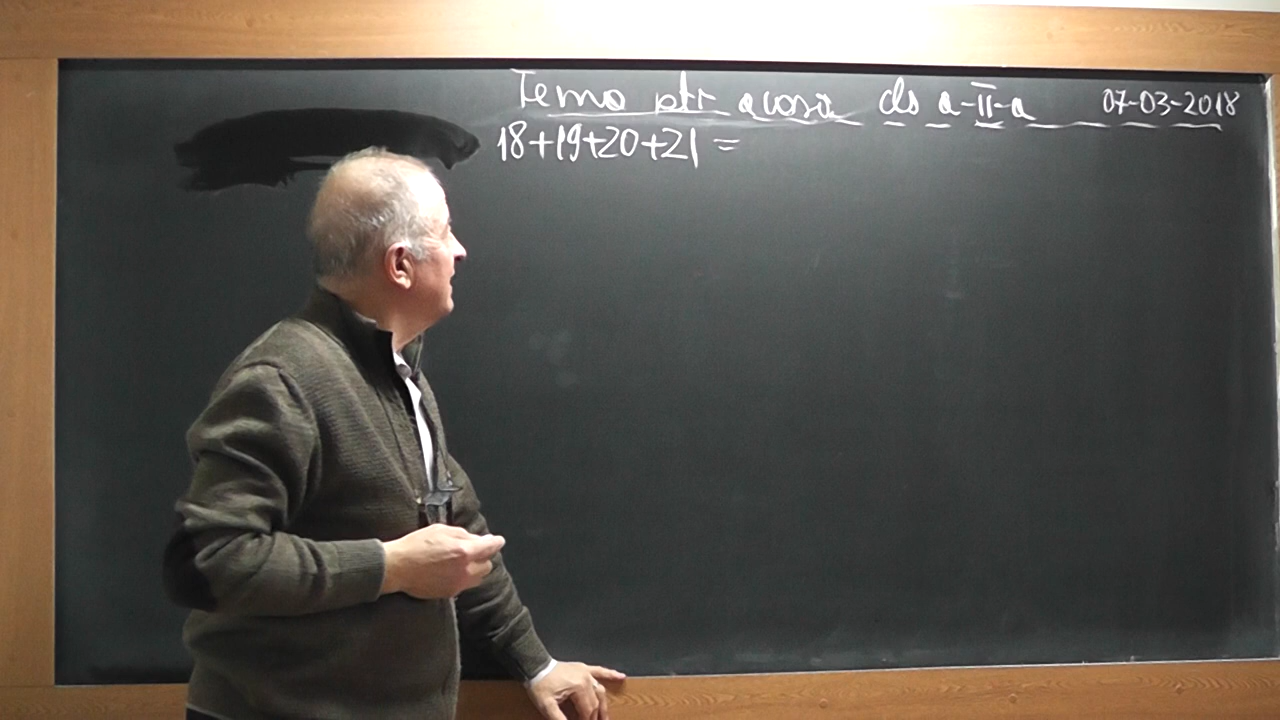 Tema ptr acasă cls a-II-a 07-03-2018
18+19+20+21=